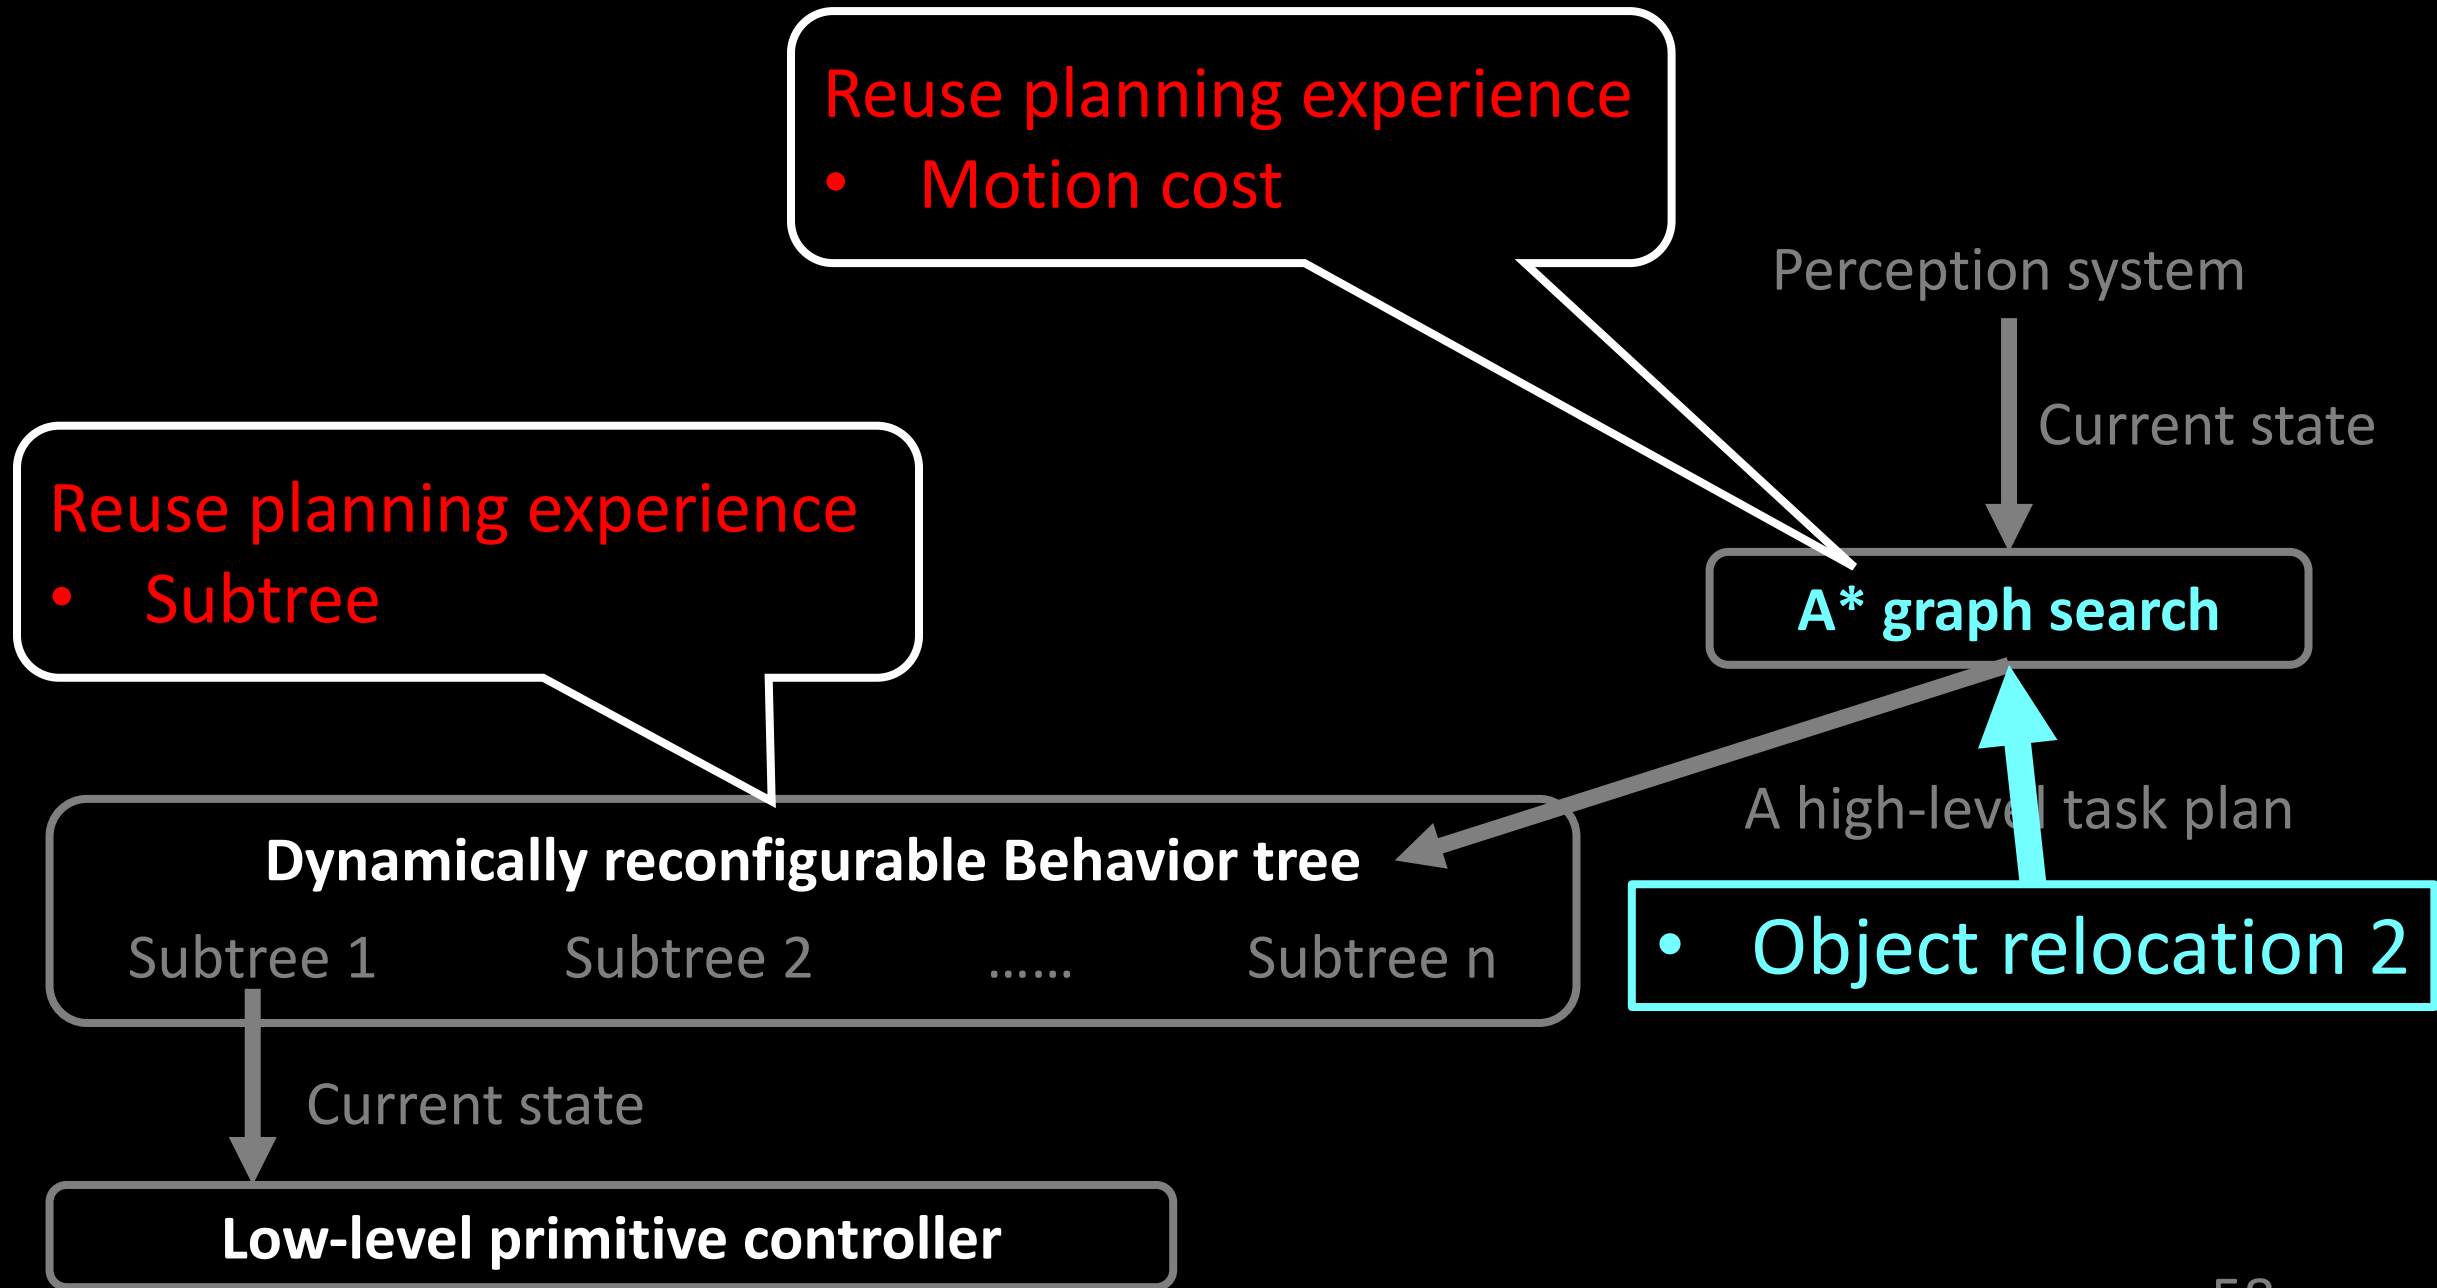 Reuse planning experience
• Motion cost
Perception system
Current state
Reuse planning experience
• Subtree
A* graph search
A high-level task plan
Dynamically reconfigurable Behavior tree
Subtree 1 Subtree 2 ...... Subtree n
• Object relocation 2
Current state
Low-level primitive controller